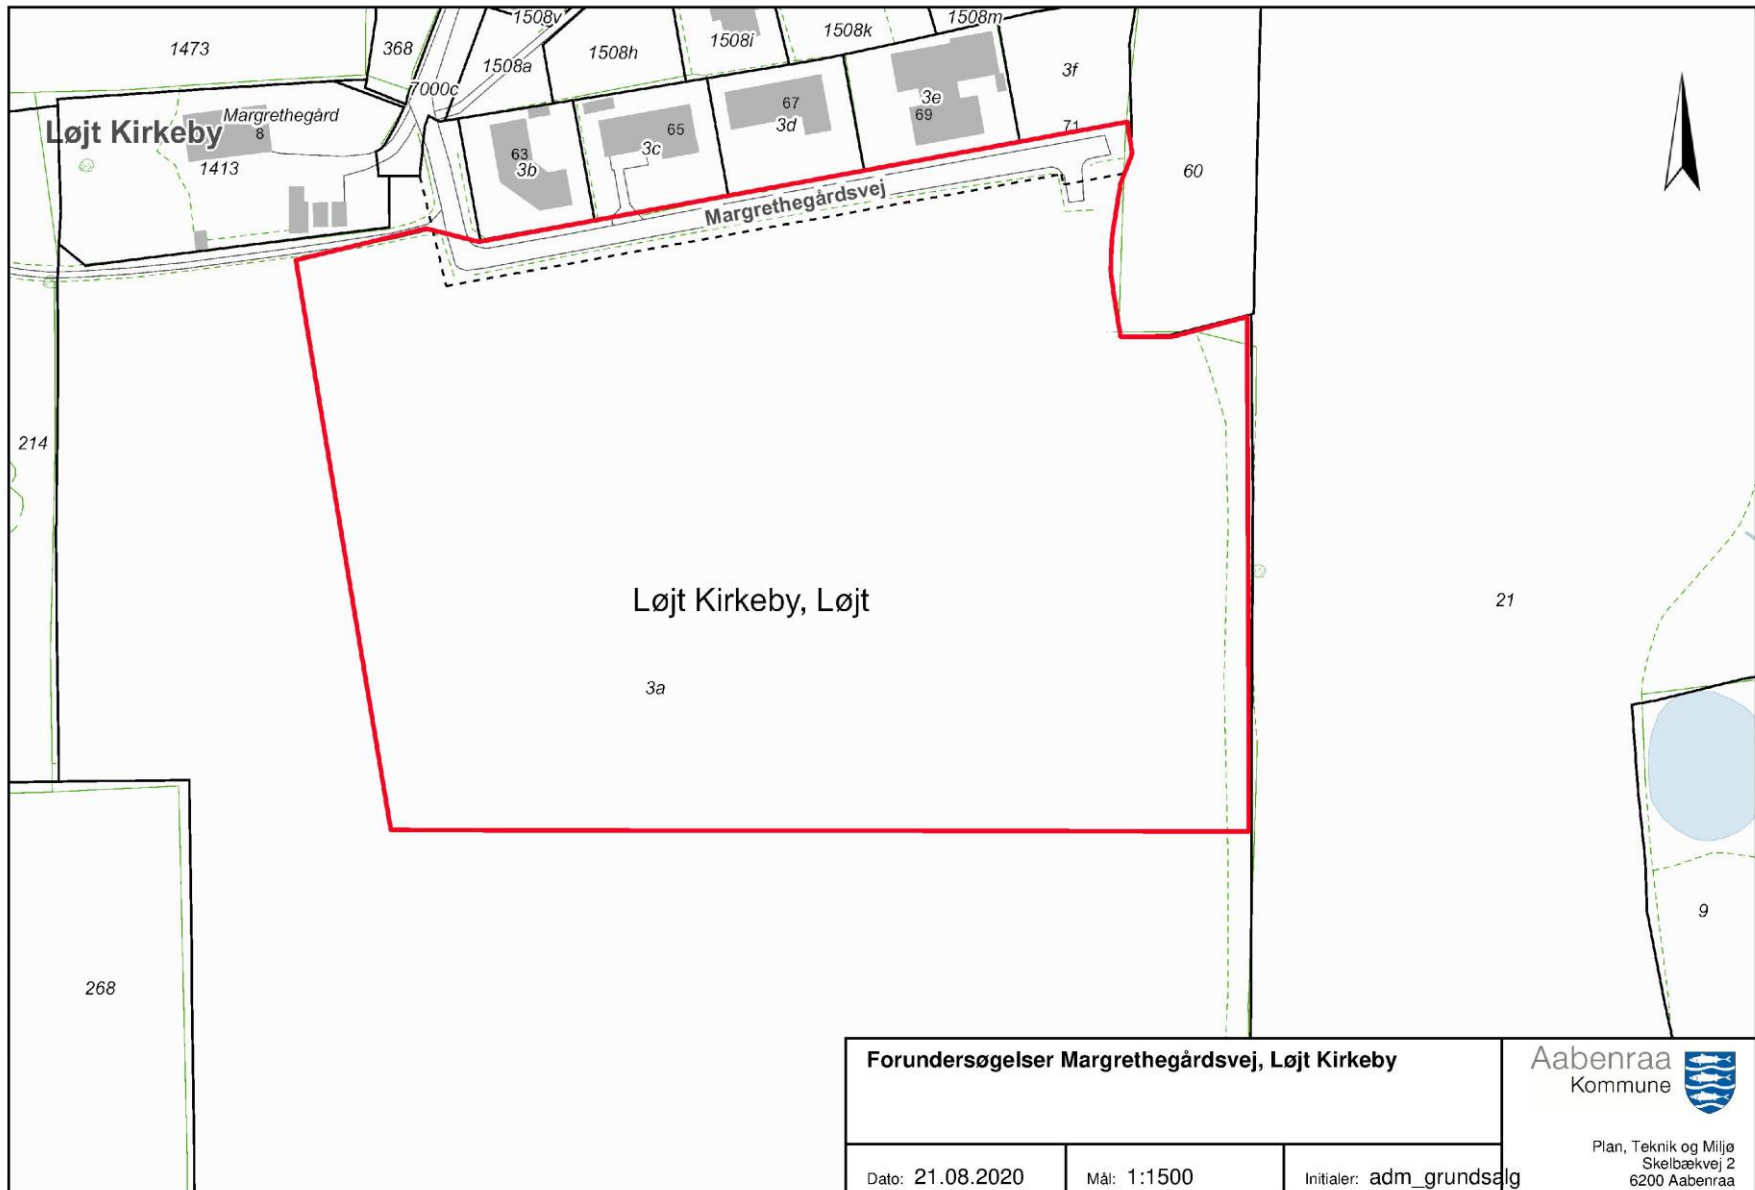 1508v
1508m
1473
368
1508h
1508i
1508k
1508a
3f
7000c
3e
67
Margrethegård
8
Løjt Kirkeby
65
3d
69
71
63
3c
1413
3b
60
Margrethegårdsvej
214
Løjt Kirkeby, Løjt
21
3a
9
268
Forundersøgelser Margrethegårdsvej, Løjt Kirkeby
Aabenraa
Kommune
Plan, Teknik og Miljø
Skelbækvej 2
6200 Aabenraa
Dato: 21.08.2020
Mål: 1:1500
Initialer: adm_grundsalg